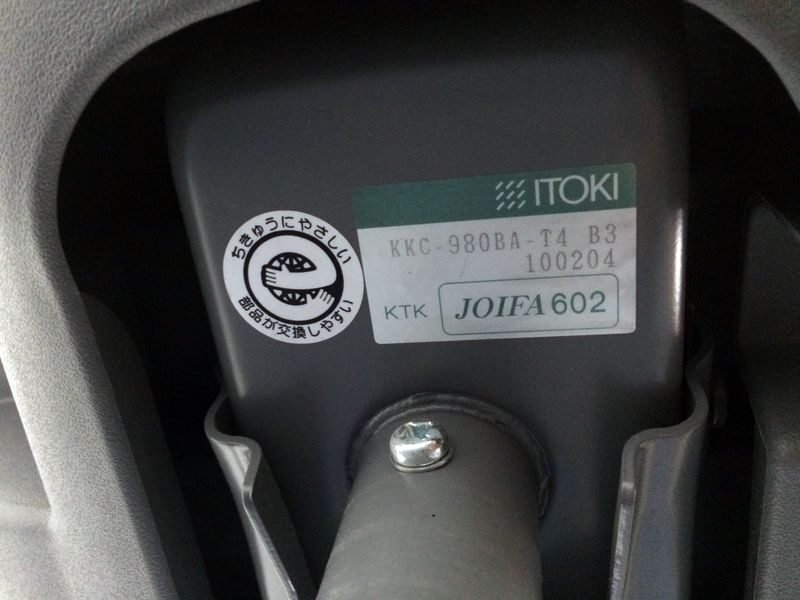 ITOKI
KKC-980BA-T4 B3
100204
KTK JOIFA602
ちきゅうにやさしい
e
部品が交換しやすい